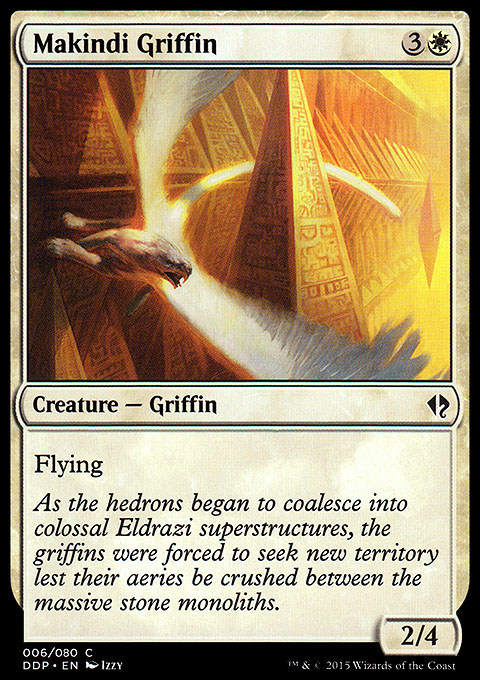 Makindi Griffin 3
Creature — Griffin
Flying
As the hedrons began to coalesce into
colossal Eldrazi superstructures, the
griffins were forced to seek new territory
lest their aeries be crushed between the
massive stone monoliths.
2/4
006/080 C
DDP • EN Izzy
™ & © 2015 Wizards of the Coast